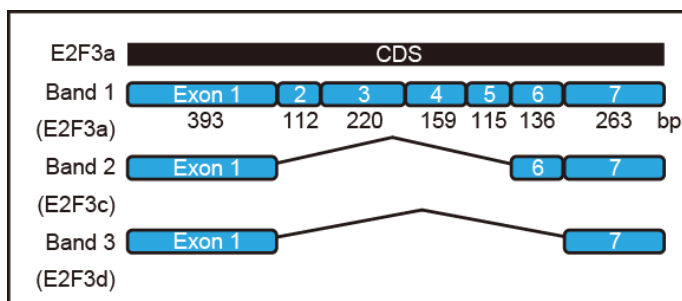 E2F3a CDS
Band 1 Exon 1 2 3 4 5 6 7
(E2F3a) 393 112 220 159 115 136 263 bp
Band 2 Exon 1 6 7
(E2F3c)
Band 3 Exon 1 7
(E2F3d)